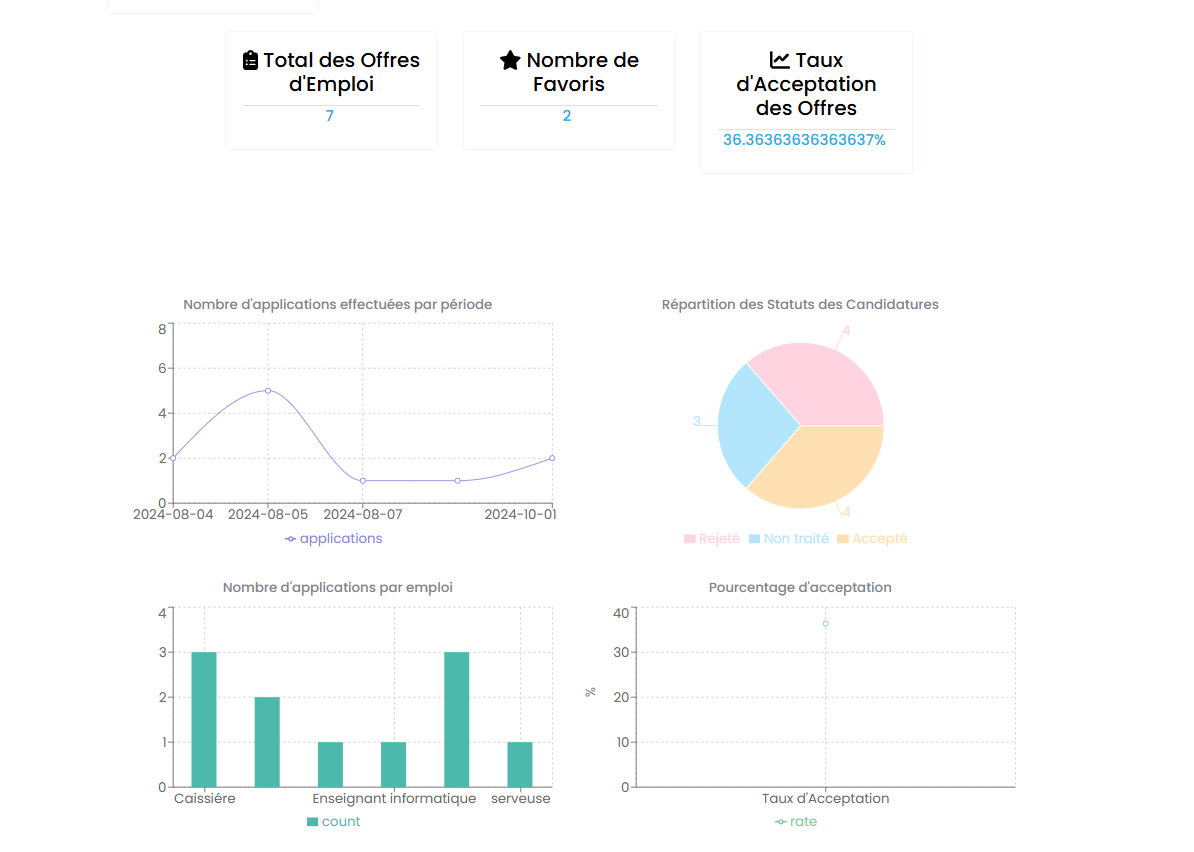 Total des Offres
d'Emploi
7
Nombre de
Favoris
2
Taux
d'Acceptation
des Offres
36.36363636363637%
Nombre d'applications effectuées par période
8
6
4
2
0
2024-08-04 2024-08-05 2024-08-07 2024-10-01
applications
Répartition des Statuts des Candidatures
4
3
4
Rejeté Non traité Accepté
Nombre d'applications par emploi
4
3
2
1
0
Caissiére Enseignant informatique serveuse
count
Pourcentage d'acceptation
40
30
%
20
10
0
Taux d'Acceptation
rate